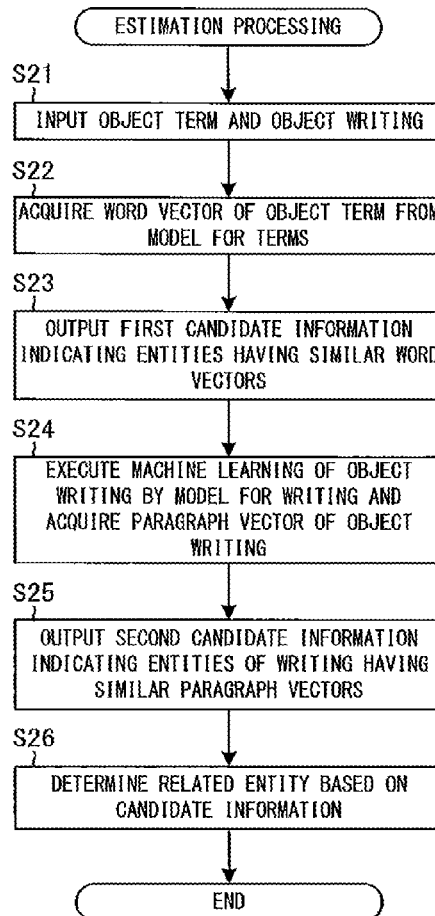 ESTIMATION PROCESSING
S21
INPUT OBJECT TERM AND OBJECT WRITING
S22
ACQUIRE WORD VECTOR OF OBJECT TERM FROM
MODEL FOR TERMS
S23
OUTPUT FIRST CANDIDATE INFORMATION
INDICATING ENTITIES HAVING SIMILAR WORD
VECTORS
S24
EXECUTE MACHINE LEARNING OF OBJECT
WRITING BY MODEL FOR WRITING AND
ACQUIRE PARAGRAPH VECTOR OF OBJECT
WRITING
S25
OUTPUT SECOND CANDIDATE INFORMATION
INDICATING ENTITIES OF WRITING HAVING
SIMILAR PARAGRAPH VECTORS
S26
DETERMINE RELATED ENTITY BASED ON
CANDIDATE INFORMATION
END